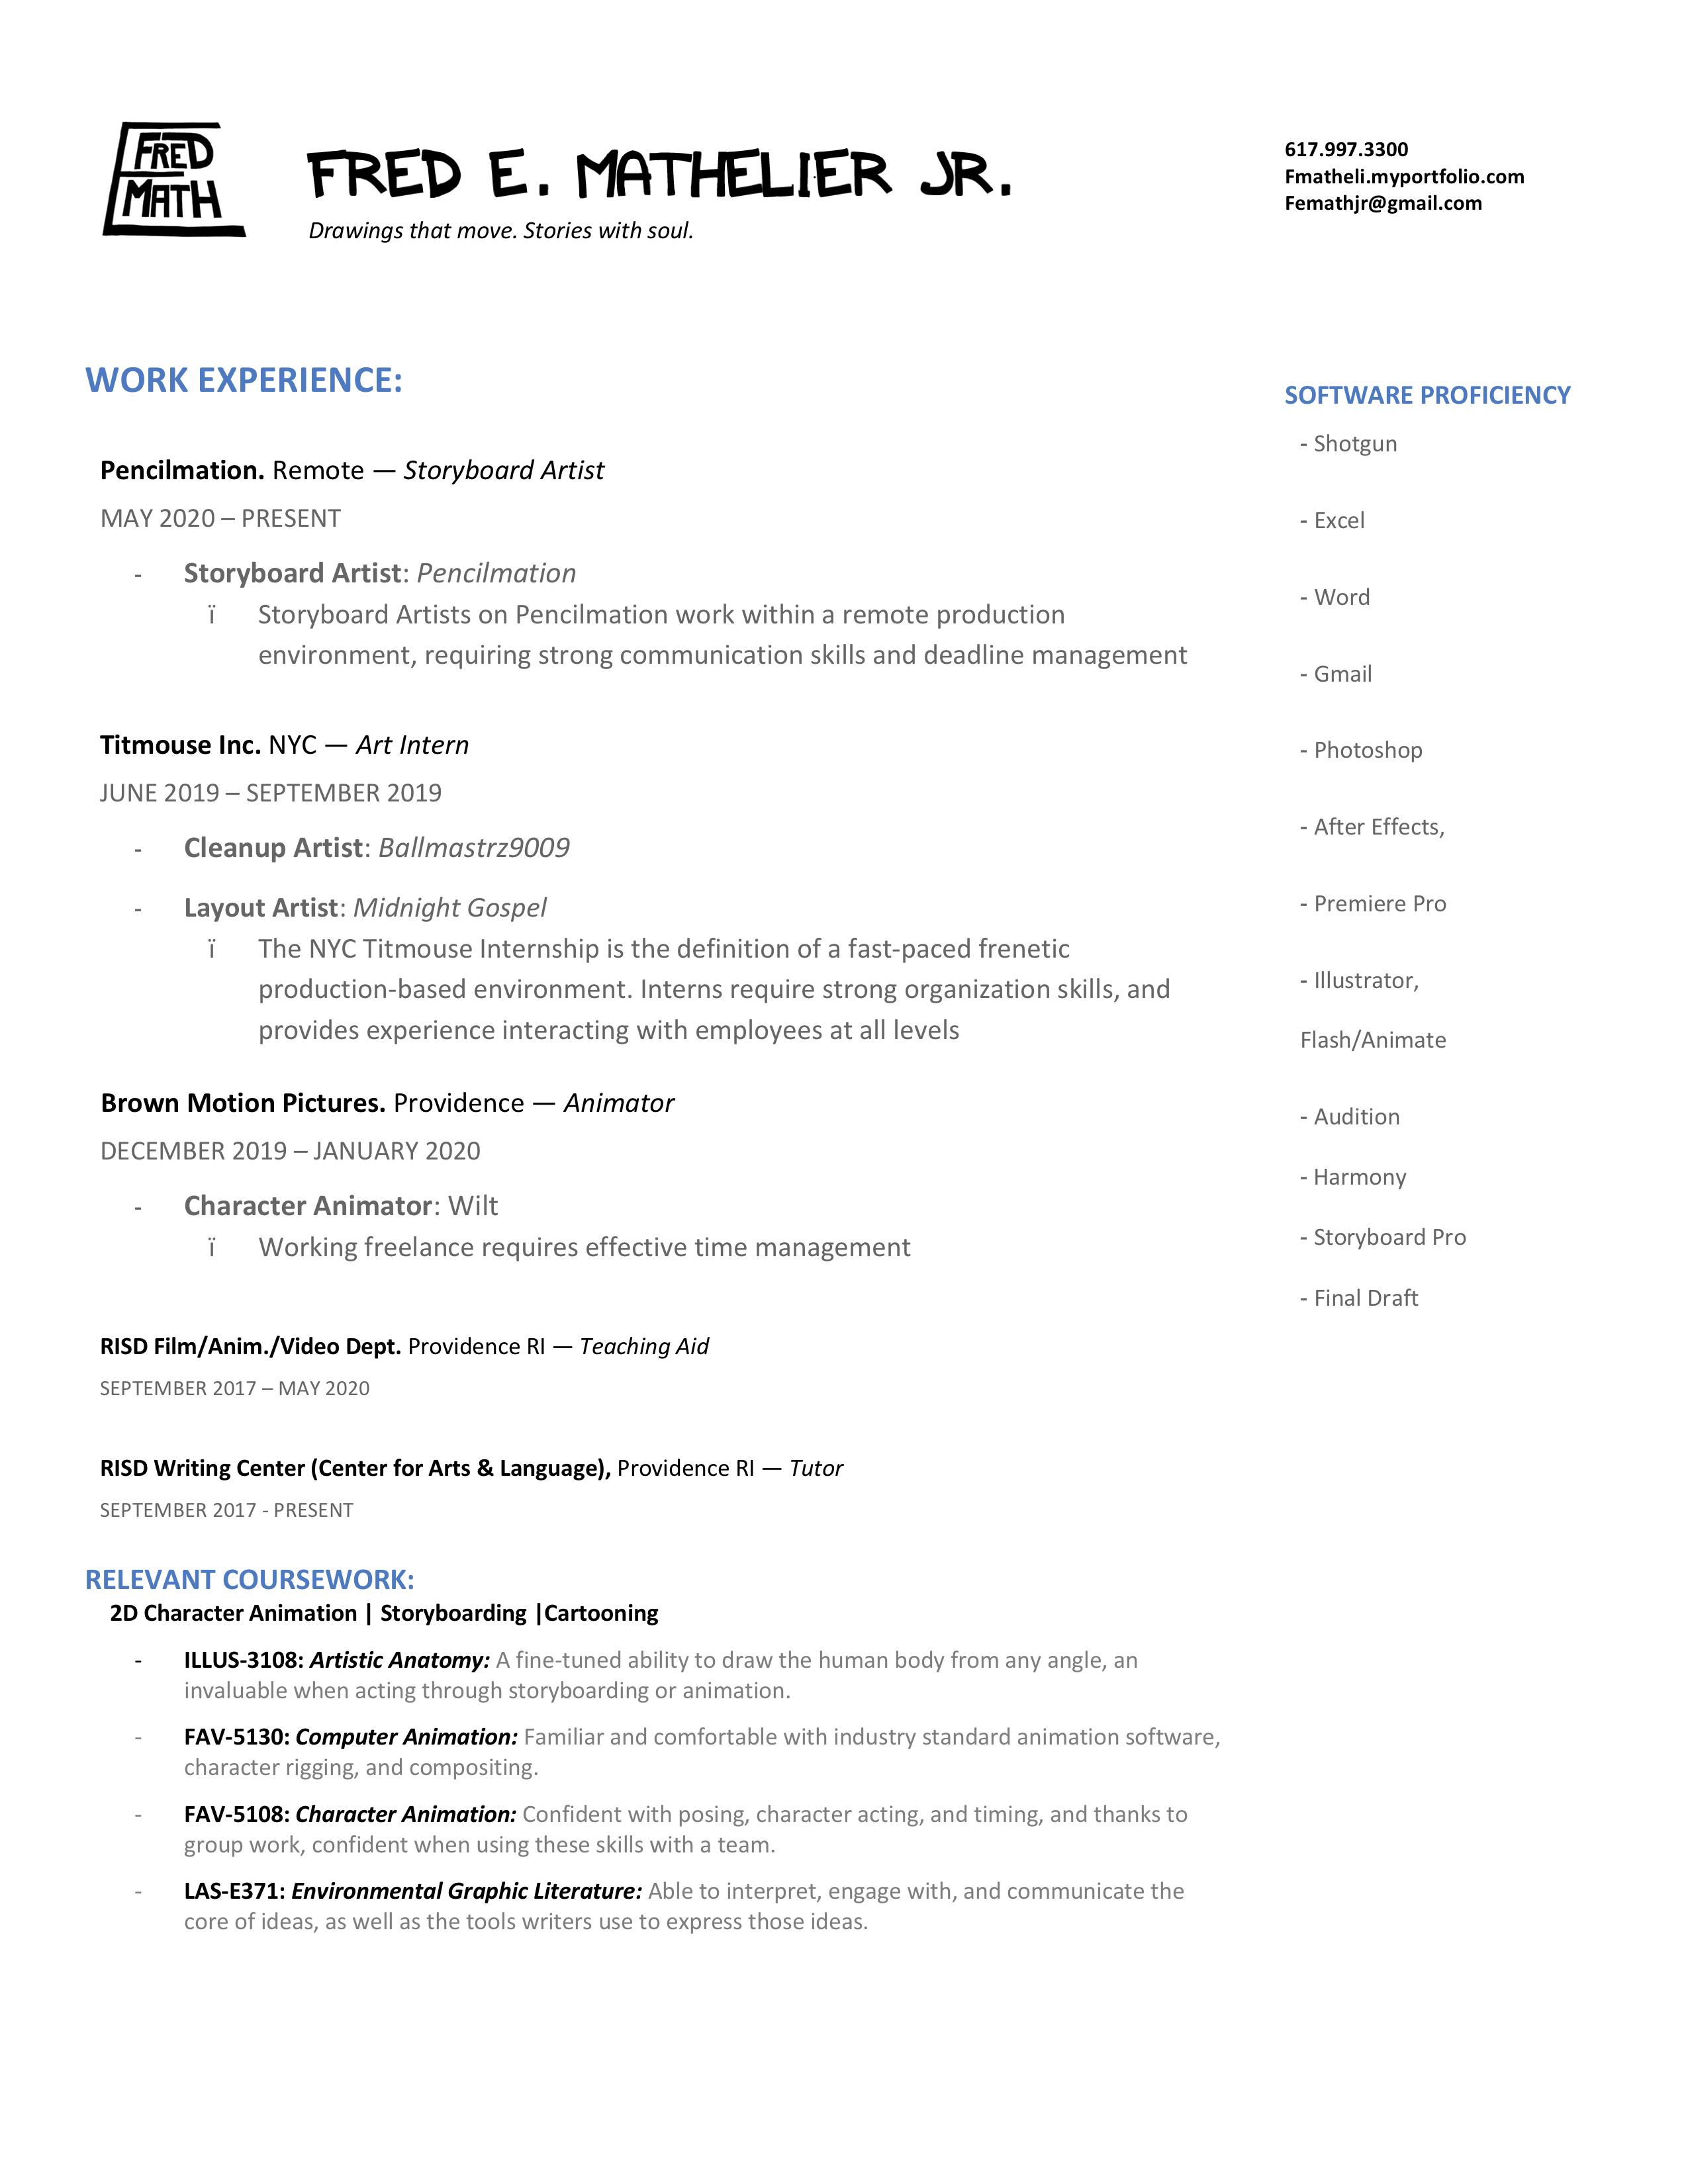 FRED
MATH
FRED E. MATHELIER JR.
Drawings that move. Stories with soul.
617.997.3300
Fmatheli.myportfolio.com
Femathjr@gmail.com
WORK EXPERIENCE:
Pencilmation. Remote — Storyboard Artist
MAY 2020 – PRESENT
- Storyboard Artist: Pencilmation
ï Storyboard Artists on Pencilmation work within a remote production
environment, requiring strong communication skills and deadline management
Titmouse Inc. NYC — Art Intern
JUNE 2019 – SEPTEMBER 2019
- Cleanup Artist: Ballmastrz9009
- Layout Artist: Midnight Gospel
ï The NYC Titmouse Internship is the definition of a fast-paced frenetic
production-based environment. Interns require strong organization skills, and
provides experience interacting with employees at all levels
Brown Motion Pictures. Providence — Animator
DECEMBER 2019 – JANUARY 2020
- Character Animator: Wilt
ï Working freelance requires effective time management
RISD Film/Anim./Video Dept. Providence RI — Teaching Aid
SEPTEMBER 2017 – MAY 2020
RISD Writing Center (Center for Arts & Language), Providence RI — Tutor
SEPTEMBER 2017 - PRESENT
RELEVANT COURSEWORK:
2D Character Animation | Storyboarding |Cartooning
- ILLUS-3108: Artistic Anatomy: A fine-tuned ability to draw the human body from any angle, an
invaluable when acting through storyboarding or animation.
- FAV-5130: Computer Animation: Familiar and comfortable with industry standard animation software,
character rigging, and compositing.
- FAV-5108: Character Animation: Confident with posing, character acting, and timing, and thanks to
group work, confident when using these skills with a team.
- LAS-E371: Environmental Graphic Literature: Able to interpret, engage with, and communicate the
core of ideas, as well as the tools writers use to express those ideas.
SOFTWARE PROFICIENCY
- Shotgun
- Excel
- Word
- Gmail
- Photoshop
- After Effects,
- Premiere Pro
- Illustrator,
Flash/Animate
- Audition
- Harmony
- Storyboard Pro
- Final Draft